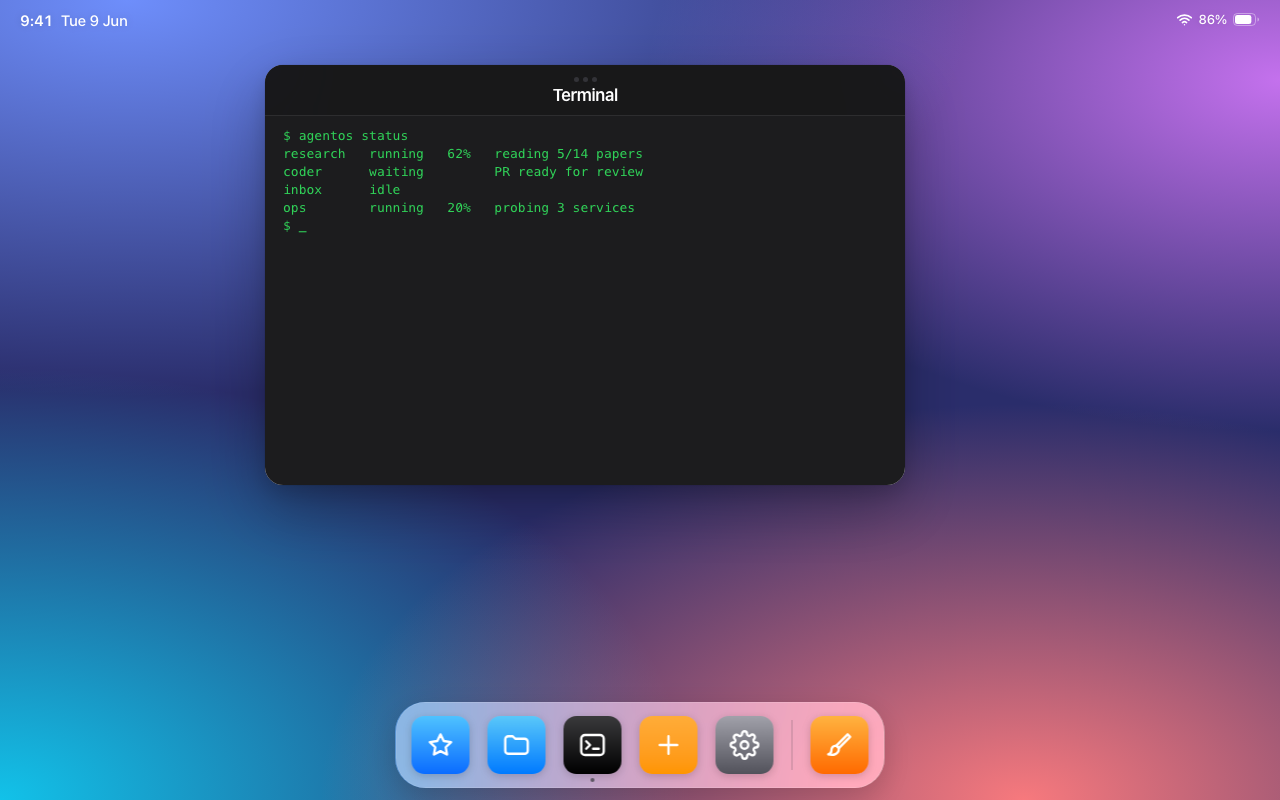 9:41 Tue 9 Jun
86%
Terminal
$ agentos status
research   running   62%   reading 5/14 papers
coder      waiting         PR ready for review
inbox      idle
ops        running   20%   probing 3 services
$ _